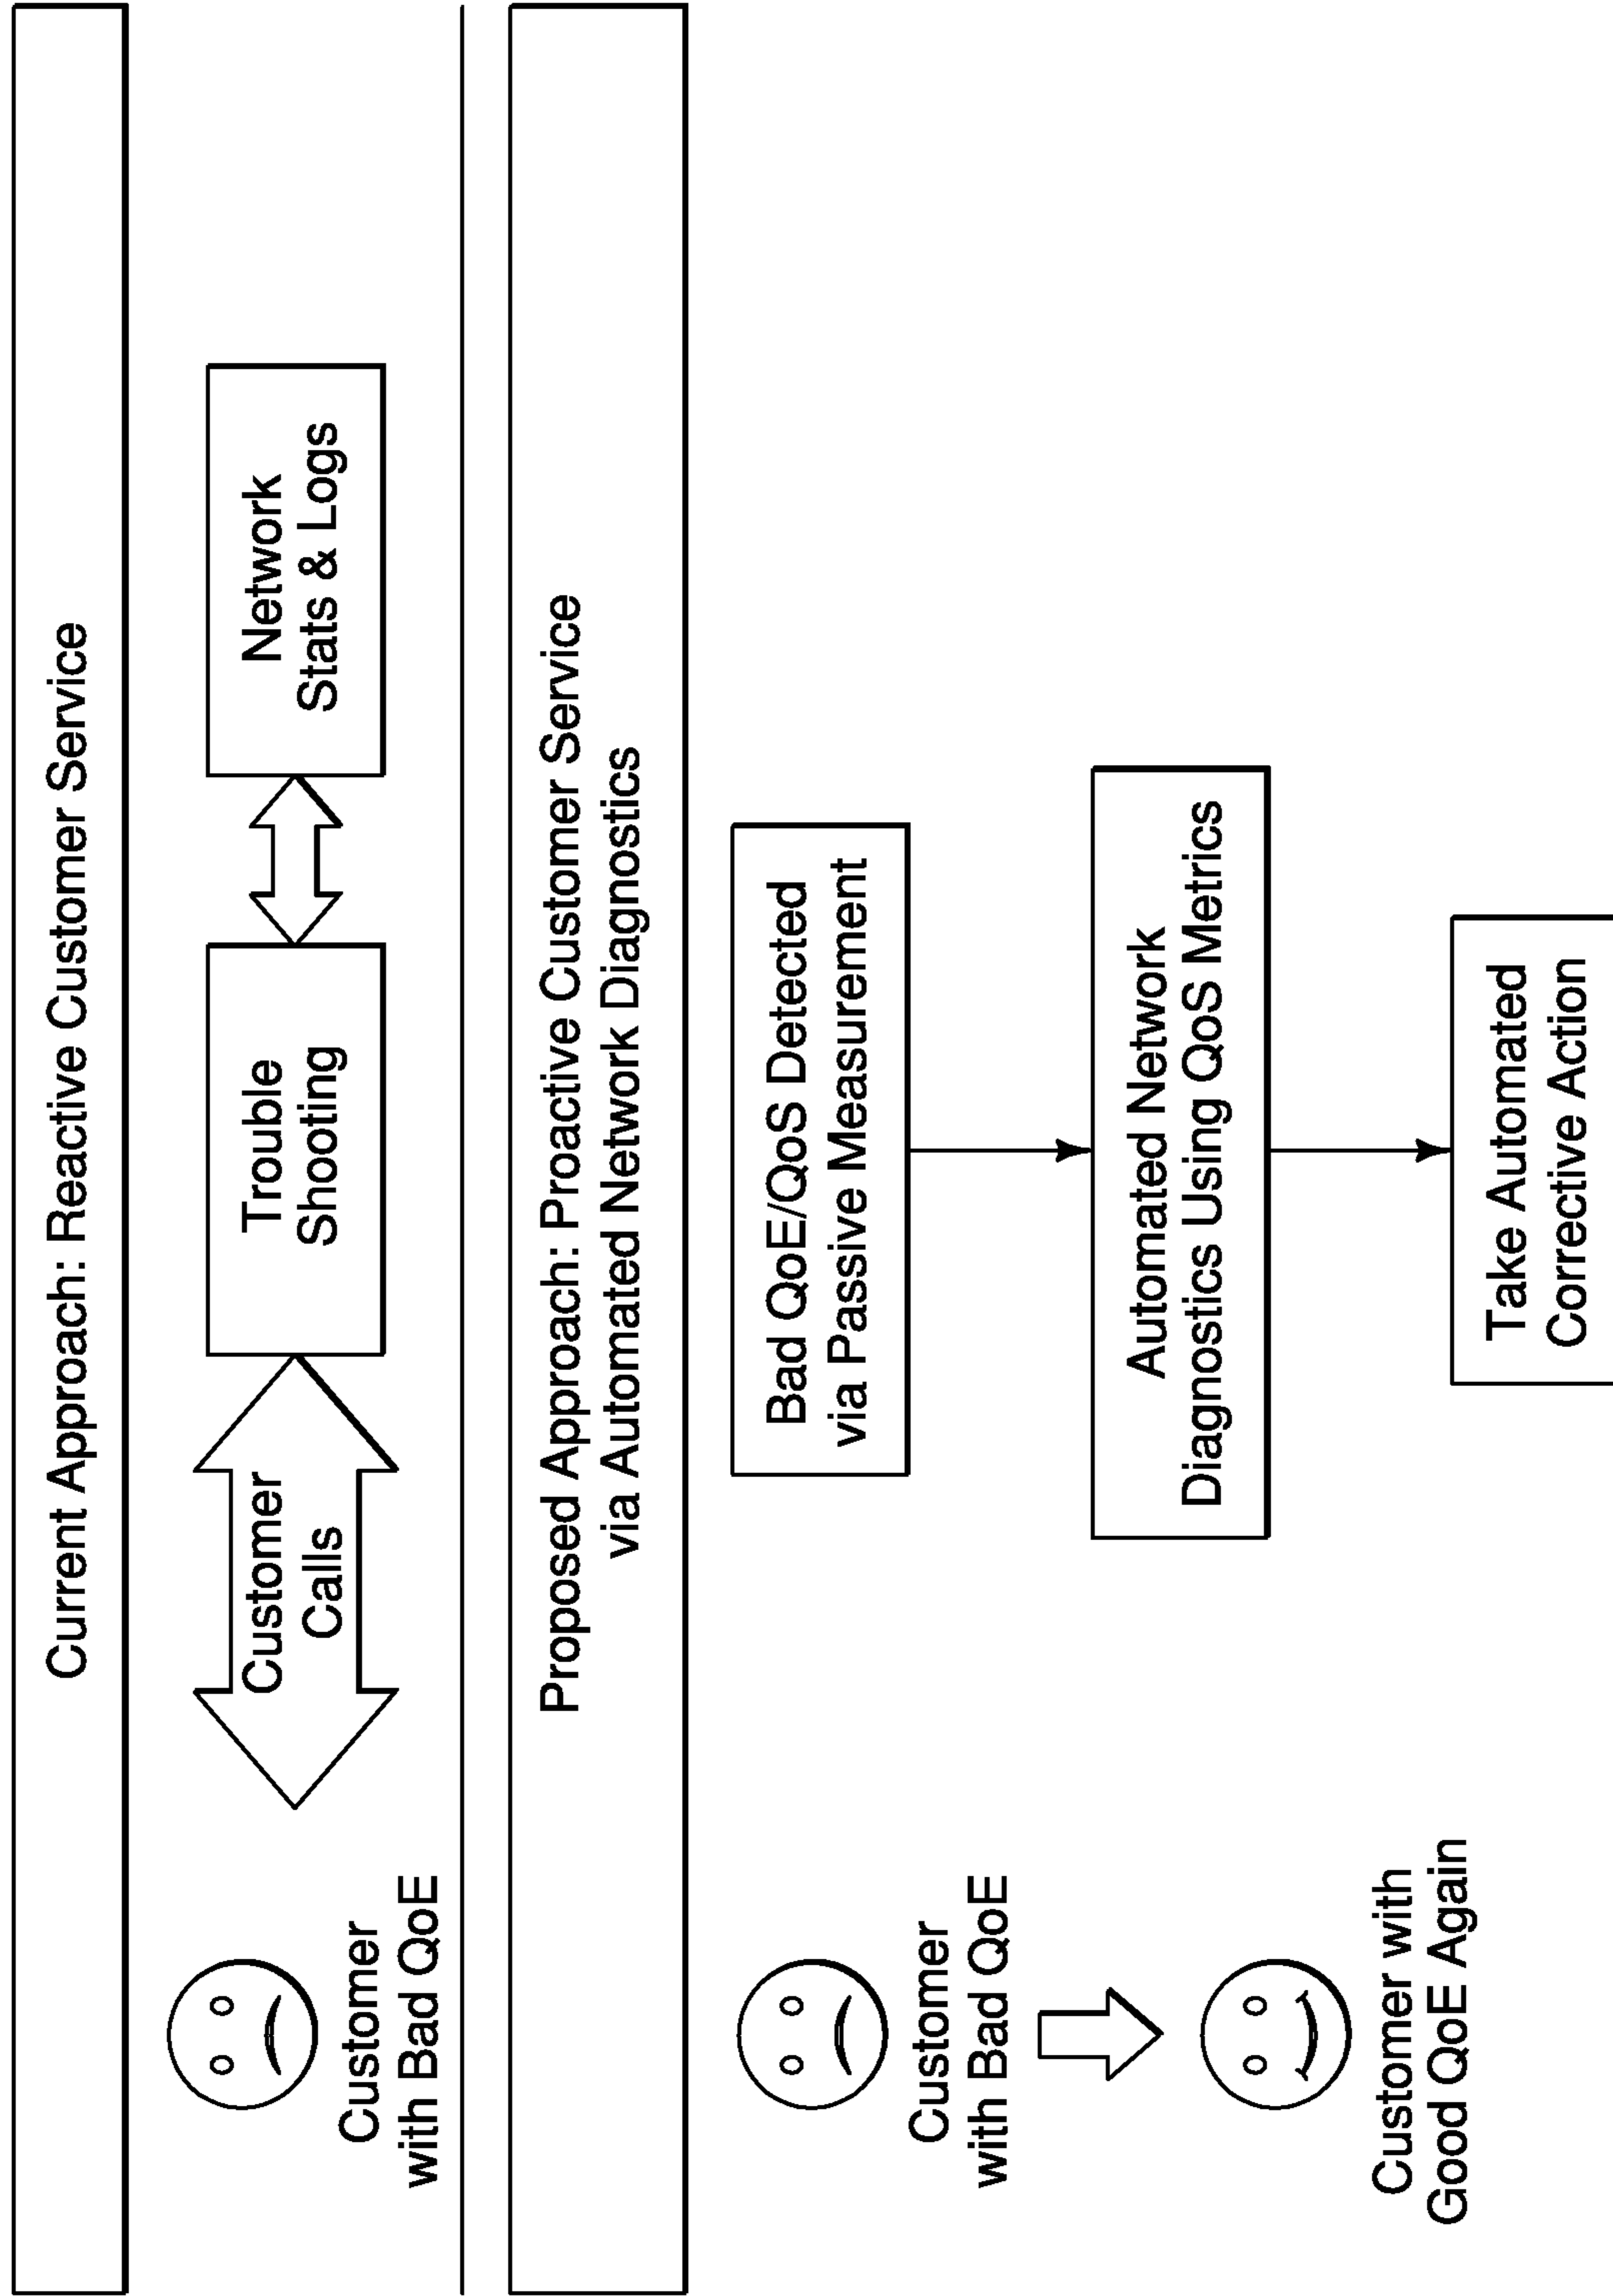 Current Approach: Reactive Customer Service
Customer
with Bad QoE
Customer
Calls
Trouble
Shooting
Network
Stats & Logs
Proposed Approach: Proactive Customer Service
via Automated Network Diagnostics
Customer
with Bad QoE
Customer with
Good QoE Again
Bad QoE/QoS Detected
via Passive Measurement
Automated Network
Diagnostics Using QoS Metrics
Take Automated
Corrective Action